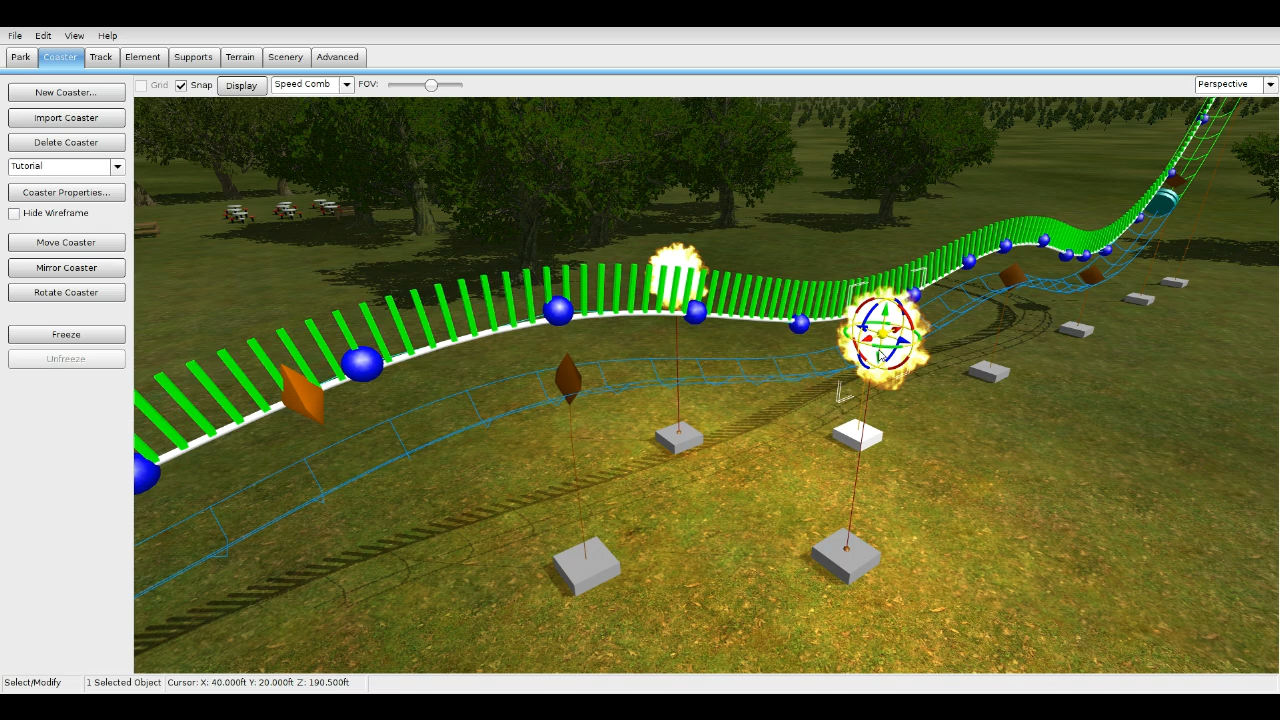 File Edit View Help
Park Coaster Track Element Supports Terrain Scenery Advanced
Grid Snap Display Speed Comb FOV: Perspective
New Coaster...
Import Coaster
Delete Coaster
Tutorial
Coaster Properties...
Hide Wireframe
Move Coaster
Mirror Coaster
Rotate Coaster
Freeze
Unfreeze
Select/Modify 1 Selected Object Cursor: X: 40.000ft Y: 20.000ft Z: 190.500ft